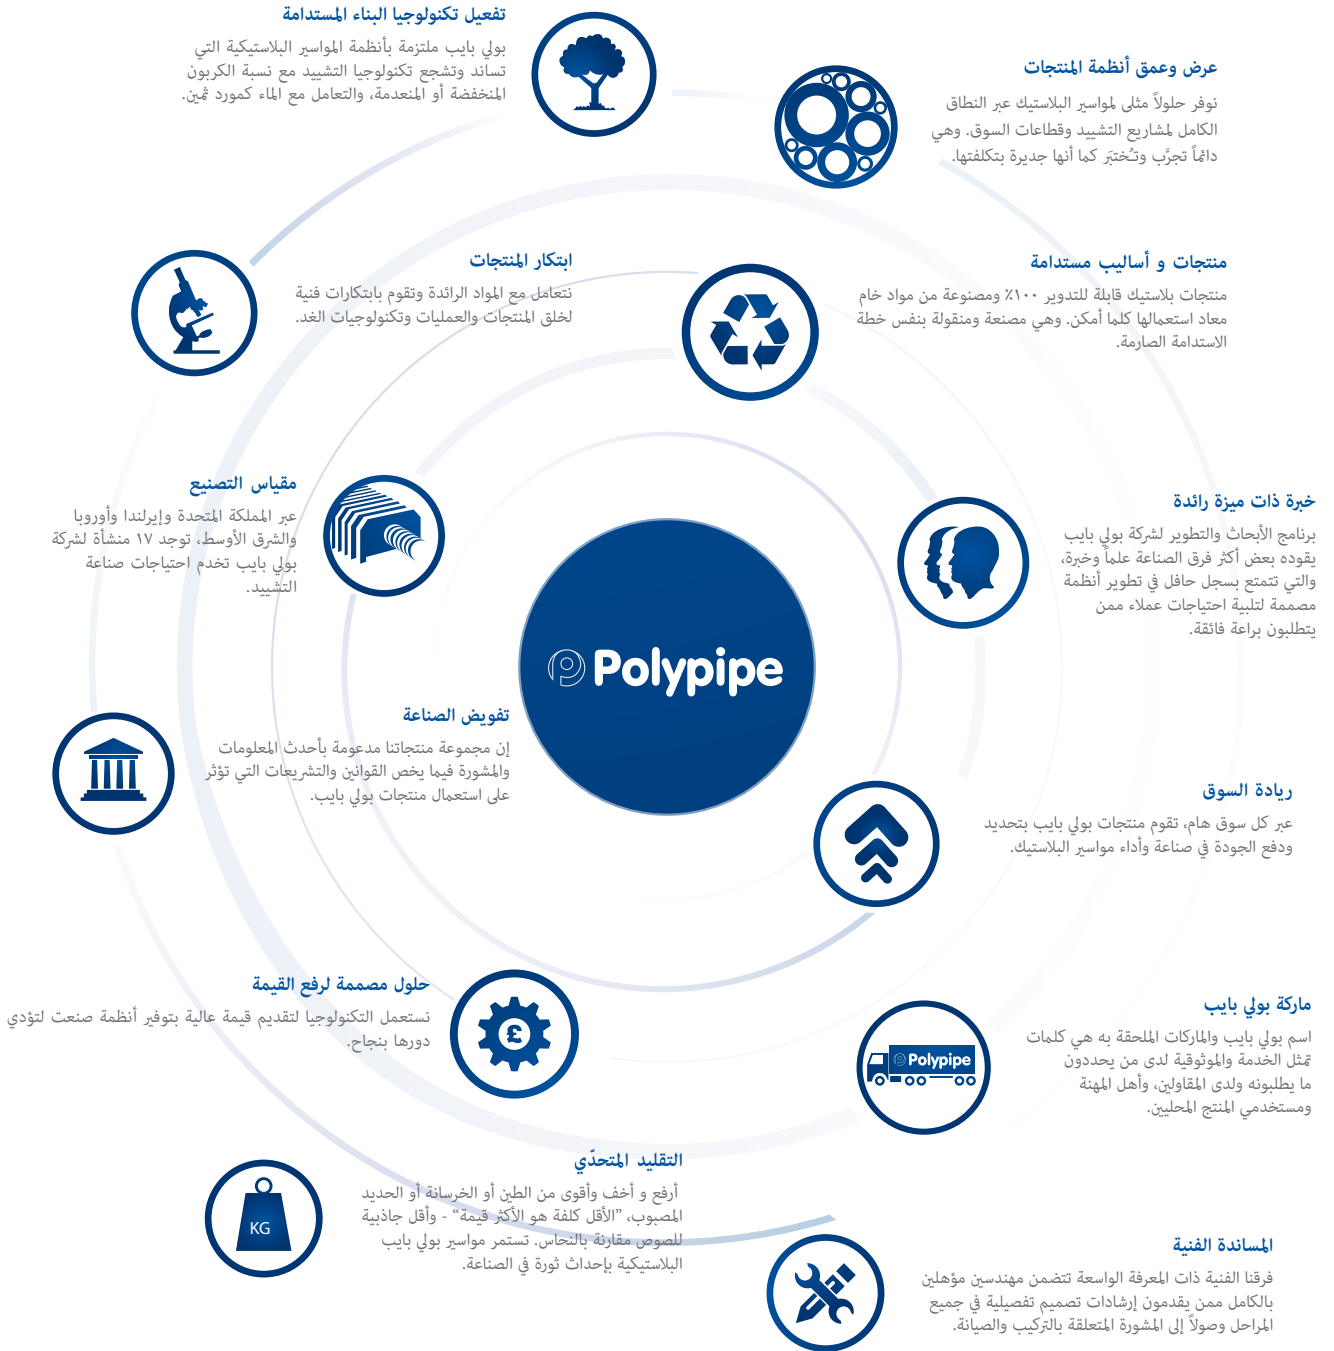 تفعيل تكنولوجيا البناء المستدامة
بولي بايب ملتزمة بأنظمة المواسير البلاستيكية التي
تساند وتشجع تكنولوجيا التشييد مع نسبة الكربون
المنخفضة أو المنعدمة، والتعامل مع الماء كمورد ثمين.
عرض وعمق أنظمة المنتجات
نوفر حلولاً مثلى لمواسير البلاستيك عبر النطاق
الكامل لمشاريع التشييد وقطاعات السوق. وهي
دائماً تجرَّب وتُختبَر كما أنها جديرة بتكلفتها.
ابتكار المنتجات
نتعامل مع المواد الرائدة وتقوم بابتكارات فنية
لخلق المنتجات والعمليات وتكنولوجيات الغد.
منتجات و أساليب مستدامة
منتجات بلاستيك قابلة للتدوير ١٠٠٪ ومصنوعة من مواد خام
معاد استعمالها كلما أمكن. وهي مصنعة ومنقولة بنفس خطة
الاستدامة الصارمة.
مقياس التصنيع
عبر المملكة المتحدة وإيرلندا وأوروبا
والشرق الأوسط، توجد ١٧ منشأة لشركة
بولي بايب تخدم احتياجات صناعة
التشييد.
خبرة ذات ميزة رائدة
برنامج الأبحاث والتطوير لشركة بولي بايب
يقوده بعض أكثر فرق الصناعة علماً وخبرة،
والتي تتمتع بسجل حافل في تطوير أنظمة
مصممة لتلبية احتياجات عملاء ممن
يتطلبون براعة فائقة.
Polypipe
تفويض الصناعة
إن مجموعة منتجاتنا مدعومة بأحدث المعلومات
والمشورة فيما يخص القوانين والتشريعات التي تؤثر
على استعمال منتجات بولي بايب.
ريادة السوق
عبر كل سوق هام، تقوم منتجات بولي بايب بتحديد
ودفع الجودة في صناعة وأداء مواسير البلاستيك.
حلول مصممة لرفع القيمة
نستعمل التكنولوجيا لتقديم قيمة عالية بتوفير أنظمة صنعت لتؤدي
دورها بنجاح.
£
ماركة بولي بايب
اسم بولي بايب والماركات الملحقة به هي كلمات
تمثل الخدمة والموثوقية لدى من يحددون
ما يطلبونه ولدى المقاولين، وأهل المهنة
ومستخدمي المنتج المحليين.
Polypipe
التقليد المتحدّي
أرفع و أخف وأقوى من الطين أو الخرسانة أو الحديد
المصبوب، ”الأقل كلفة هو الأكثر قيمة“ - وأقل جاذبية
للصوص مقارنة بالنحاس. تستمر مواسير بولي بايب
البلاستيكية بإحداث ثورة في الصناعة.
KG
المساندة الفنية
فرقنا الفنية ذات المعرفة الواسعة تتضمن مهندسين مؤهلين
بالكامل ممن يقدمون إرشادات تصميم تفصيلية في جميع
المراحل وصولاً إلى المشورة المتعلقة بالتركيب والصيانة.